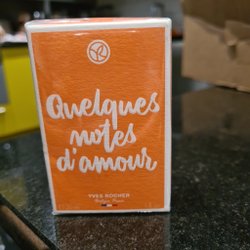 Quelques
notes
d'amour
YVES ROCHER